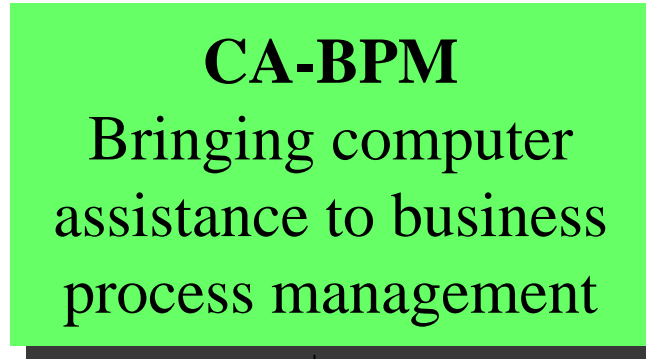 CA-BPM
Bringing computer
assistance to business
process management